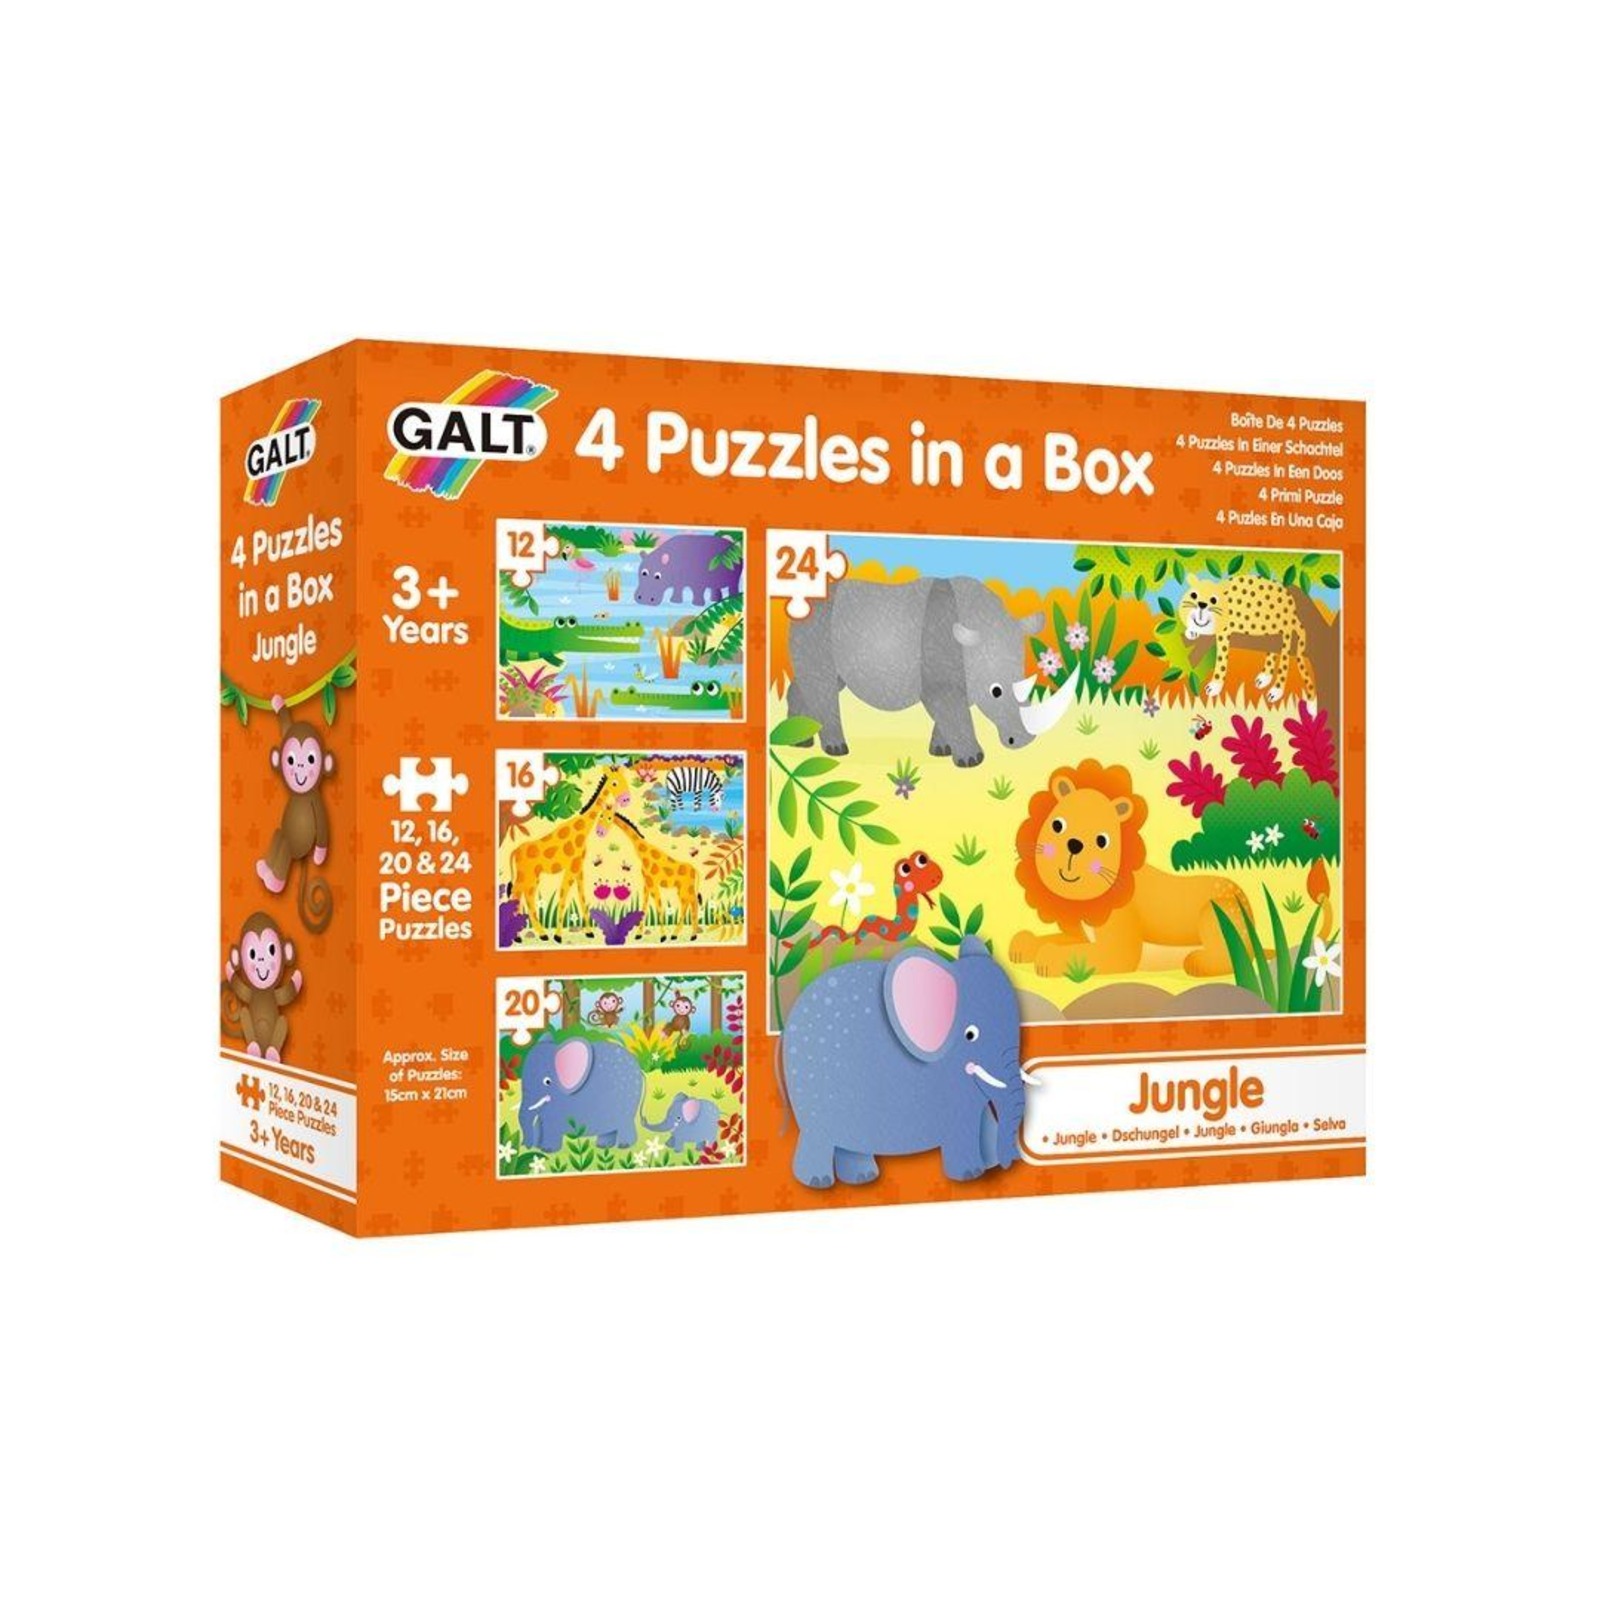 GALT
4 Puzzles
in a Box
Jungle
12, 16, 20 & 24
Piece Puzzles
3+ Years
GALT®
4 Puzzles in a Box
Boîte De 4 Puzzles
4 Puzzles In Einer Schachtel
4 Puzzles In Een Doos
4 Primi Puzzle
4 Puzles En Una Caja
3+
Years
12, 16,
20 & 24
Piece
Puzzles
Approx. Size
of Puzzles:
15cm x 21cm
12
16
20
24
Jungle
• Jungle • Dschungel • Jungle • Giungla • Selva